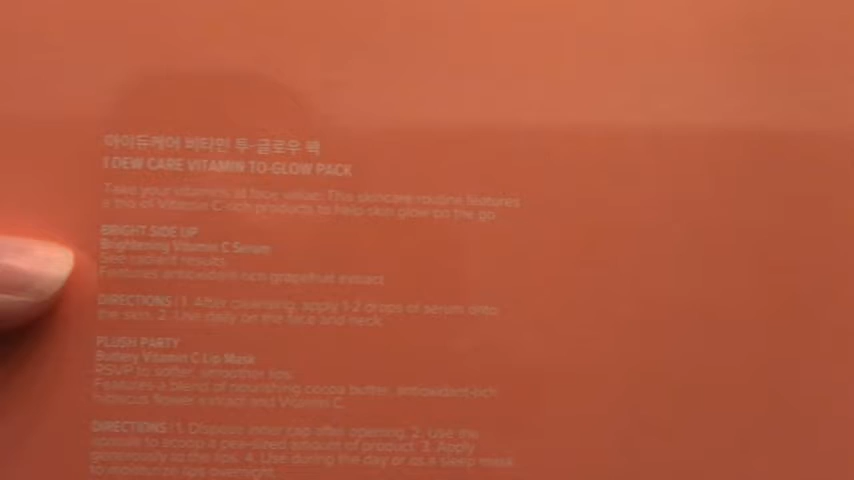 아이듀케어 비타민 투-글로우 팩
I DEW CARE VITAMIN TO-GLOW PACK
Take your vitamins at face value. This skincare routine features
a trio of Vitamin C-rich products to help skin glow on the go.
BRIGHT SIDE UP
Brightening Vitamin C Serum
See radiant results.
Features antioxidant-rich grapefruit extract.
DIRECTIONS | 1. After cleansing, apply 1-2 drops of serum onto
the skin. 2. Use daily on the face and neck.
PLUSH PARTY
Buttery Vitamin C Lip Mask
RSVP to softer, smoother lips.
Features a blend of nourishing cocoa butter, antioxidant-rich
hibiscus flower extract and Vitamin C.
DIRECTIONS | 1. Dispose inner cap after opening. 2. Use the
spatula to scoop a pea-sized amount of product. 3. Apply
generously to the lips. 4. Use during the day or as a sleep mask
to moisturize lips overnight.